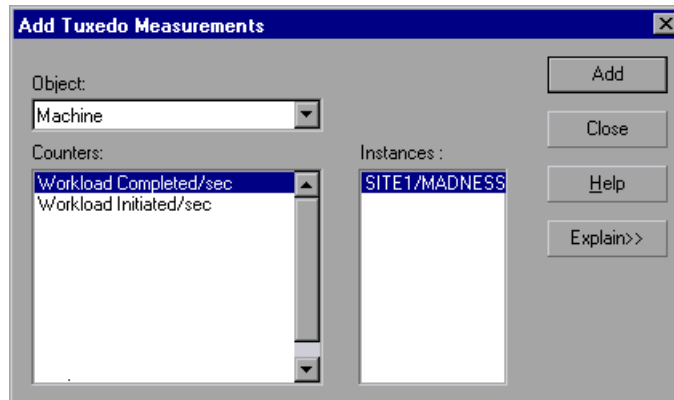 Add Tuxedo Measurements
Object:
Machine
Counters:
Workload Completed/sec
Workload Initiated/sec
Instances :
SITE1/MADNESS
Add
Close
Help
Explain>>